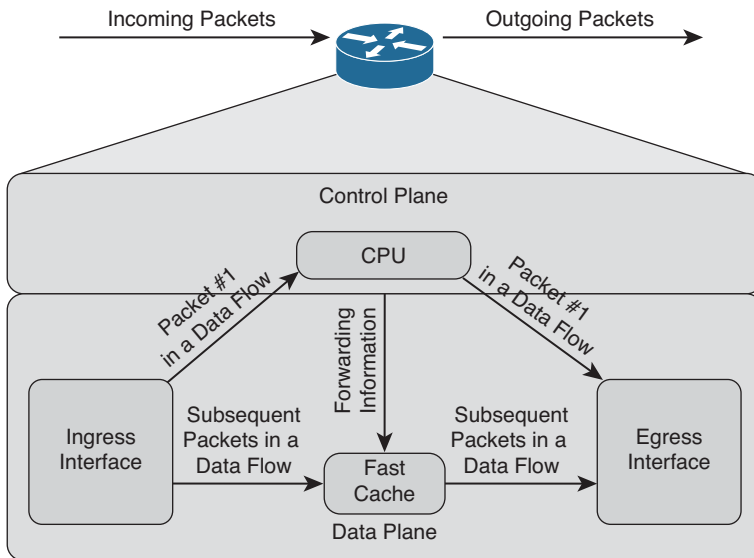 Incoming Packets
Outgoing Packets
Control Plane
CPU
Packet #1
in a Data Flow
Packet #1
in a Data Flow
Forwarding
Information
Ingress
Interface
Subsequent
Packets in a
Data Flow
Fast
Cache
Subsequent
Packets in a
Data Flow
Egress
Interface
Data Plane